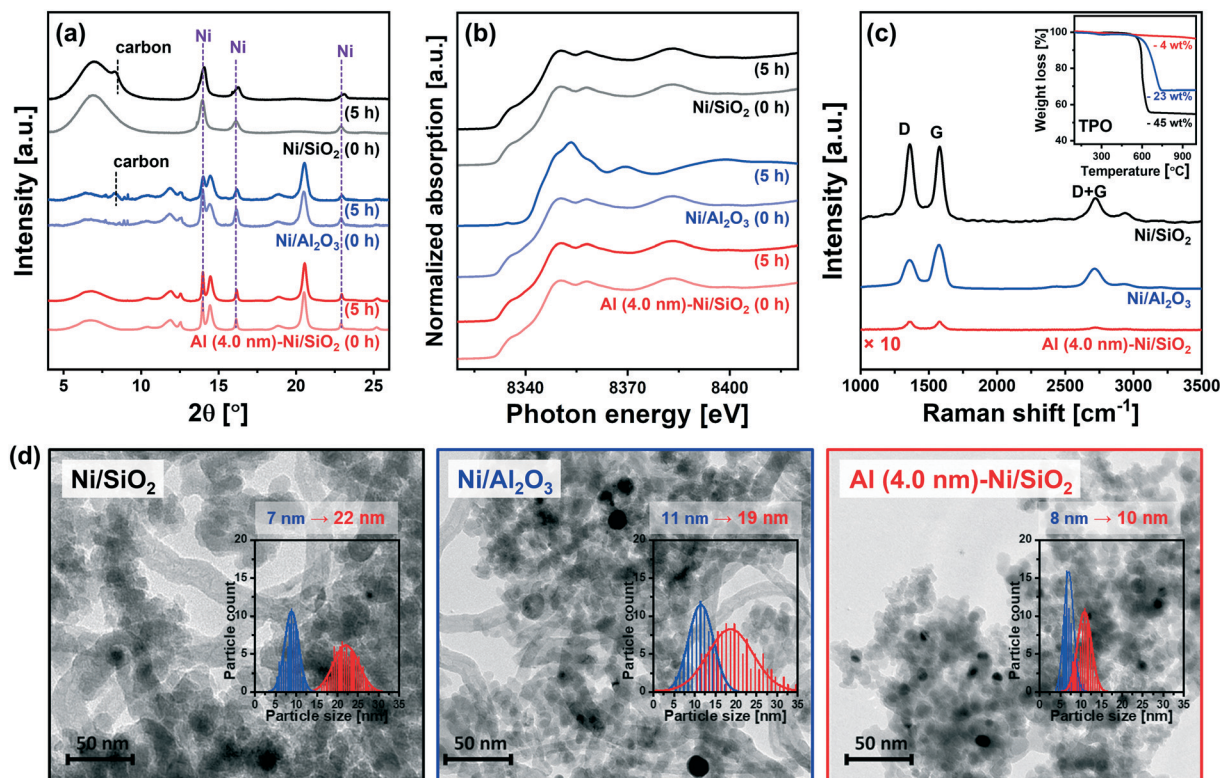 (a)
carbon
Ni
Ni
Ni
(5 h)
Ni/SiO₂ (0 h)
carbon
(5 h)
Ni/Al₂O₃ (0 h)
(5 h)
Al (4.0 nm)-Ni/SiO₂ (0 h)
Intensity [a.u.]
5 10 15 20 25
2θ [°]
(b)
(5 h)
Ni/SiO₂ (0 h)
(5 h)
Ni/Al₂O₃ (0 h)
(5 h)
Al (4.0 nm)-Ni/SiO₂ (0 h)
Normalized absorption [a.u.]
8340 8370 8400
Photon energy [eV]
(c)
D
G
D+G
Ni/SiO₂
Ni/Al₂O₃
× 10
Al (4.0 nm)-Ni/SiO₂
Intensity [a.u.]
1000 1500 2000 2500 3000 3500
Raman shift [cm⁻¹]
Weight loss [%]
100
90
80
70
60
40
- 4 wt%
- 23 wt%
- 45 wt%
TPO
300 600 900
Temperature [°C]
(d)
Ni/SiO₂
7 nm → 22 nm
Particle count
20
15
10
5
0
0 5 10 15 20 25 30 35
Particle size [nm]
50 nm
Ni/Al₂O₃
11 nm → 19 nm
Particle count
20
15
10
5
0
0 5 10 15 20 25 30 35
Particle size [nm]
50 nm
Al (4.0 nm)-Ni/SiO₂
8 nm → 10 nm
Particle count
20
15
10
5
0
0 5 10 15 20 25 30 35
Particle size [nm]
50 nm